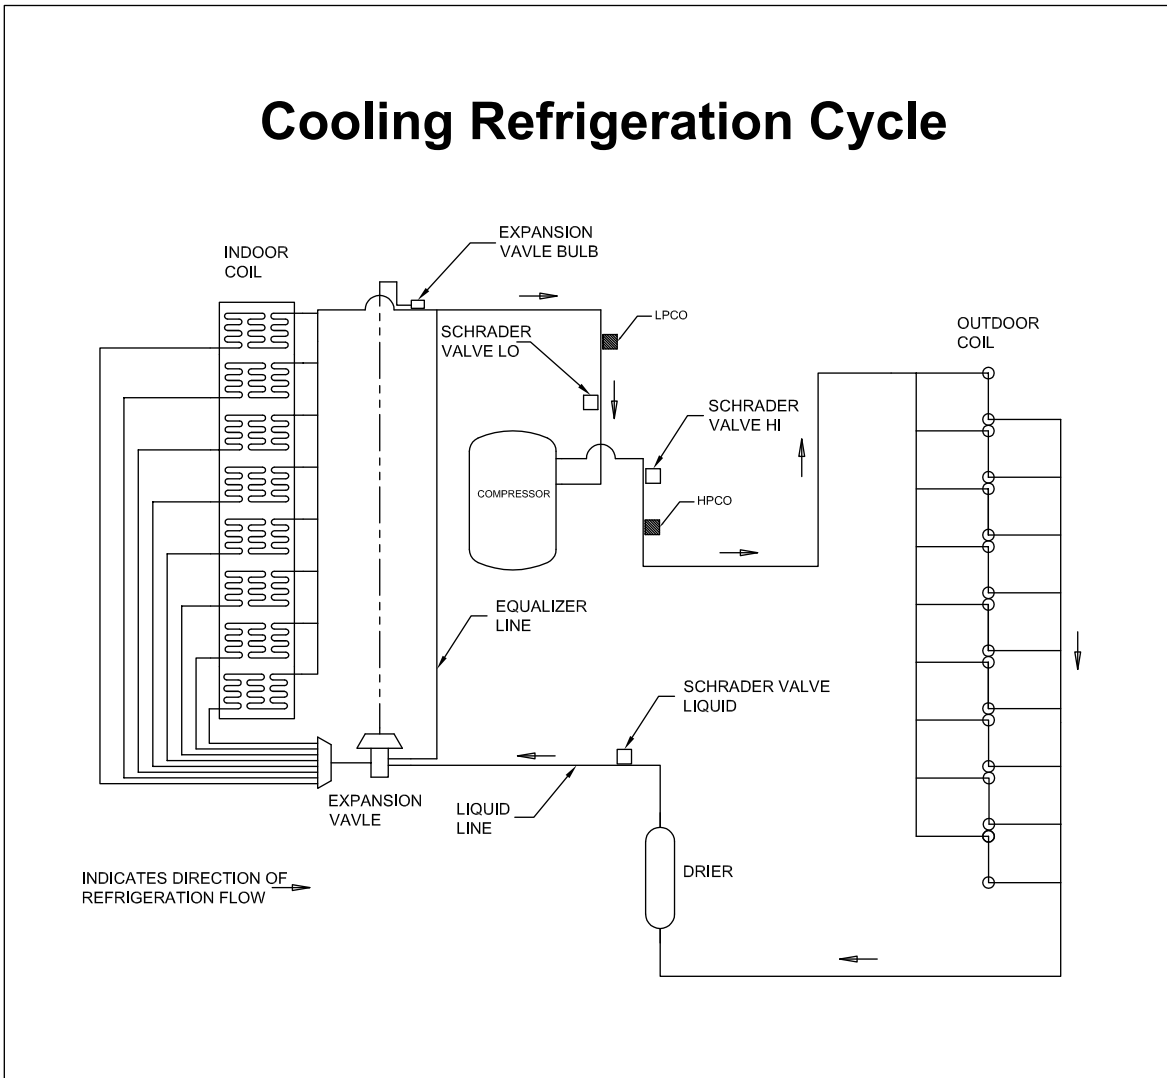 Cooling Refrigeration Cycle
EXPANSION
VAVLE BULB
INDOOR
COIL
LPCO
SCHRADER
VALVE LO
OUTDOOR
COIL
SCHRADER
VALVE HI
COMPRESSOR
HPCO
EQUALIZER
LINE
SCHRADER VALVE
LIQUID
EXPANSION
VAVLE
LIQUID
LINE
DRIER
INDICATES DIRECTION OF
REFRIGERATION FLOW